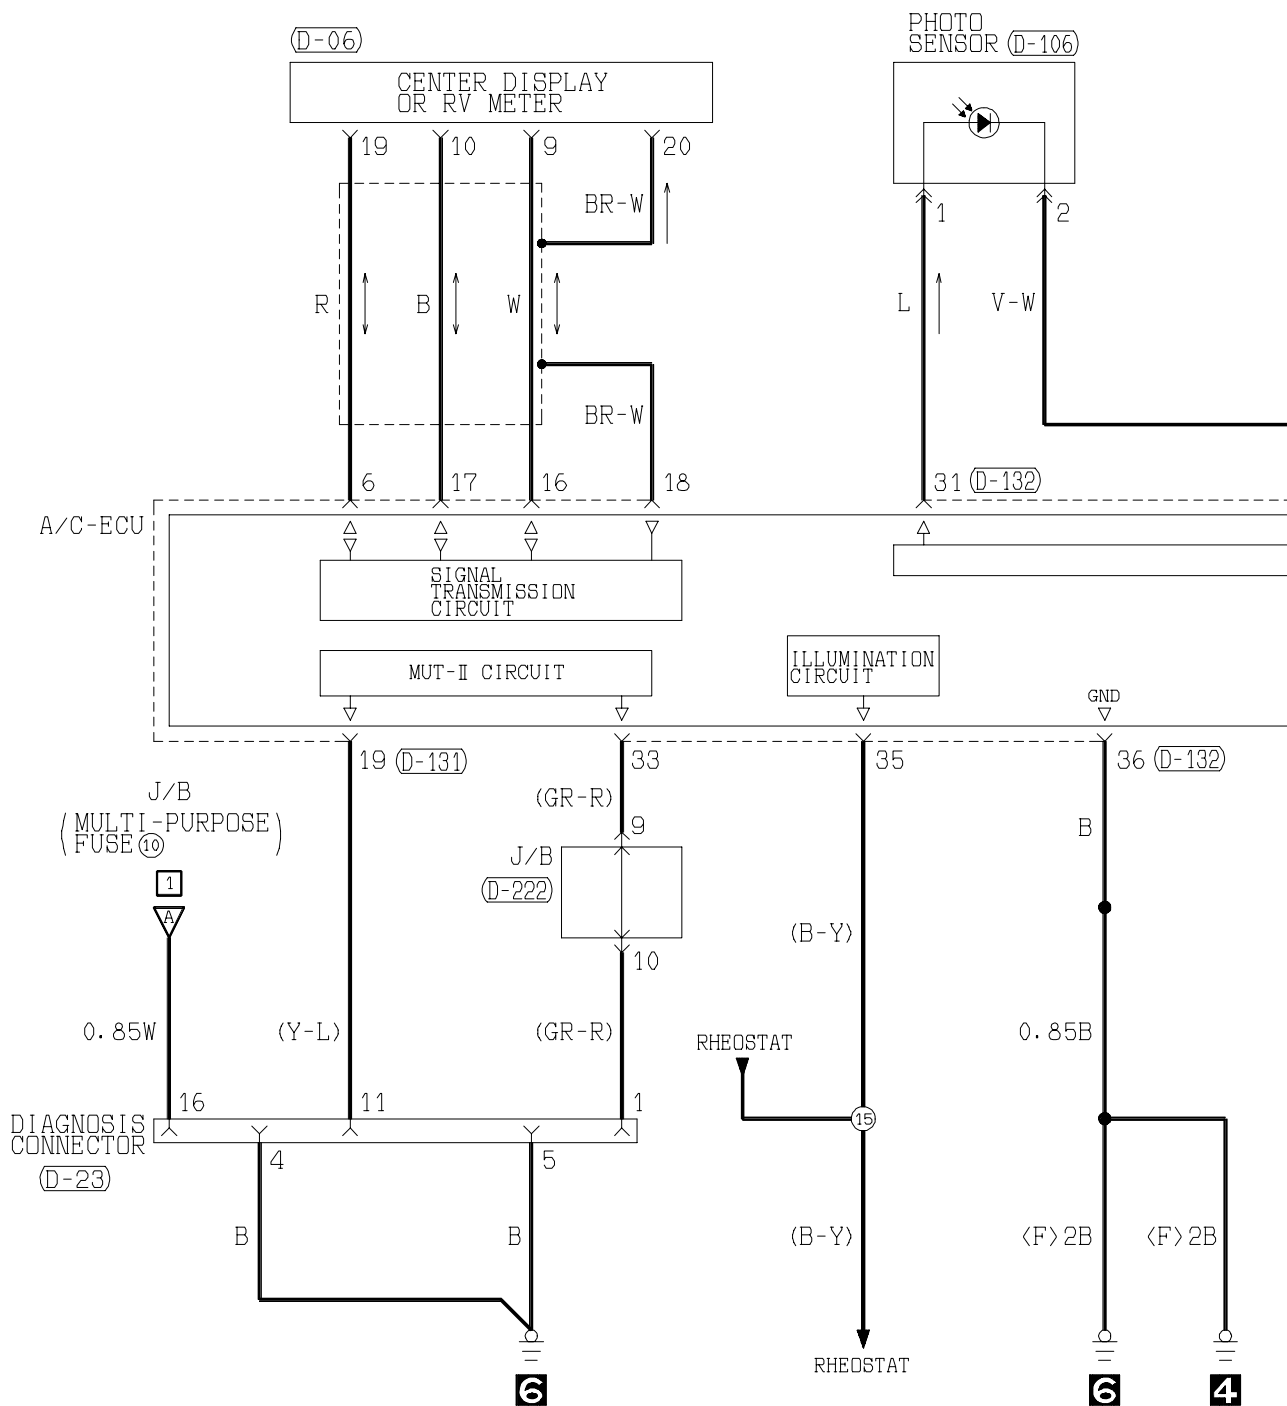 PHOTO
SENSOR (D-106)
(D-06)
CENTER DISPLAY
OR RV METER
19 10 9 20
1 2
BR-W
R B W
L V-W
BR-W
6 17 16 18
31 (D-132)
A/C-ECU
SIGNAL
TRANSMISSION
CIRCUIT
MUT-Ⅱ CIRCUIT
ILLUMINATION
CIRCUIT
GND
19 (D-131) 33 35 36 (D-132)
J/B
(MULTI-PURPOSE
FUSE⑩)
(GR-R)
9
B
J/B
(D-222)
1
A
10
(B-Y)
0.85W (Y-L) (GR-R) 0.85B
RHEOSTAT
16 11 1
15
DIAGNOSIS
CONNECTOR
(D-23)
4 5
B B (B-Y) <F>2B <F>2B
RHEOSTAT
6 6 4